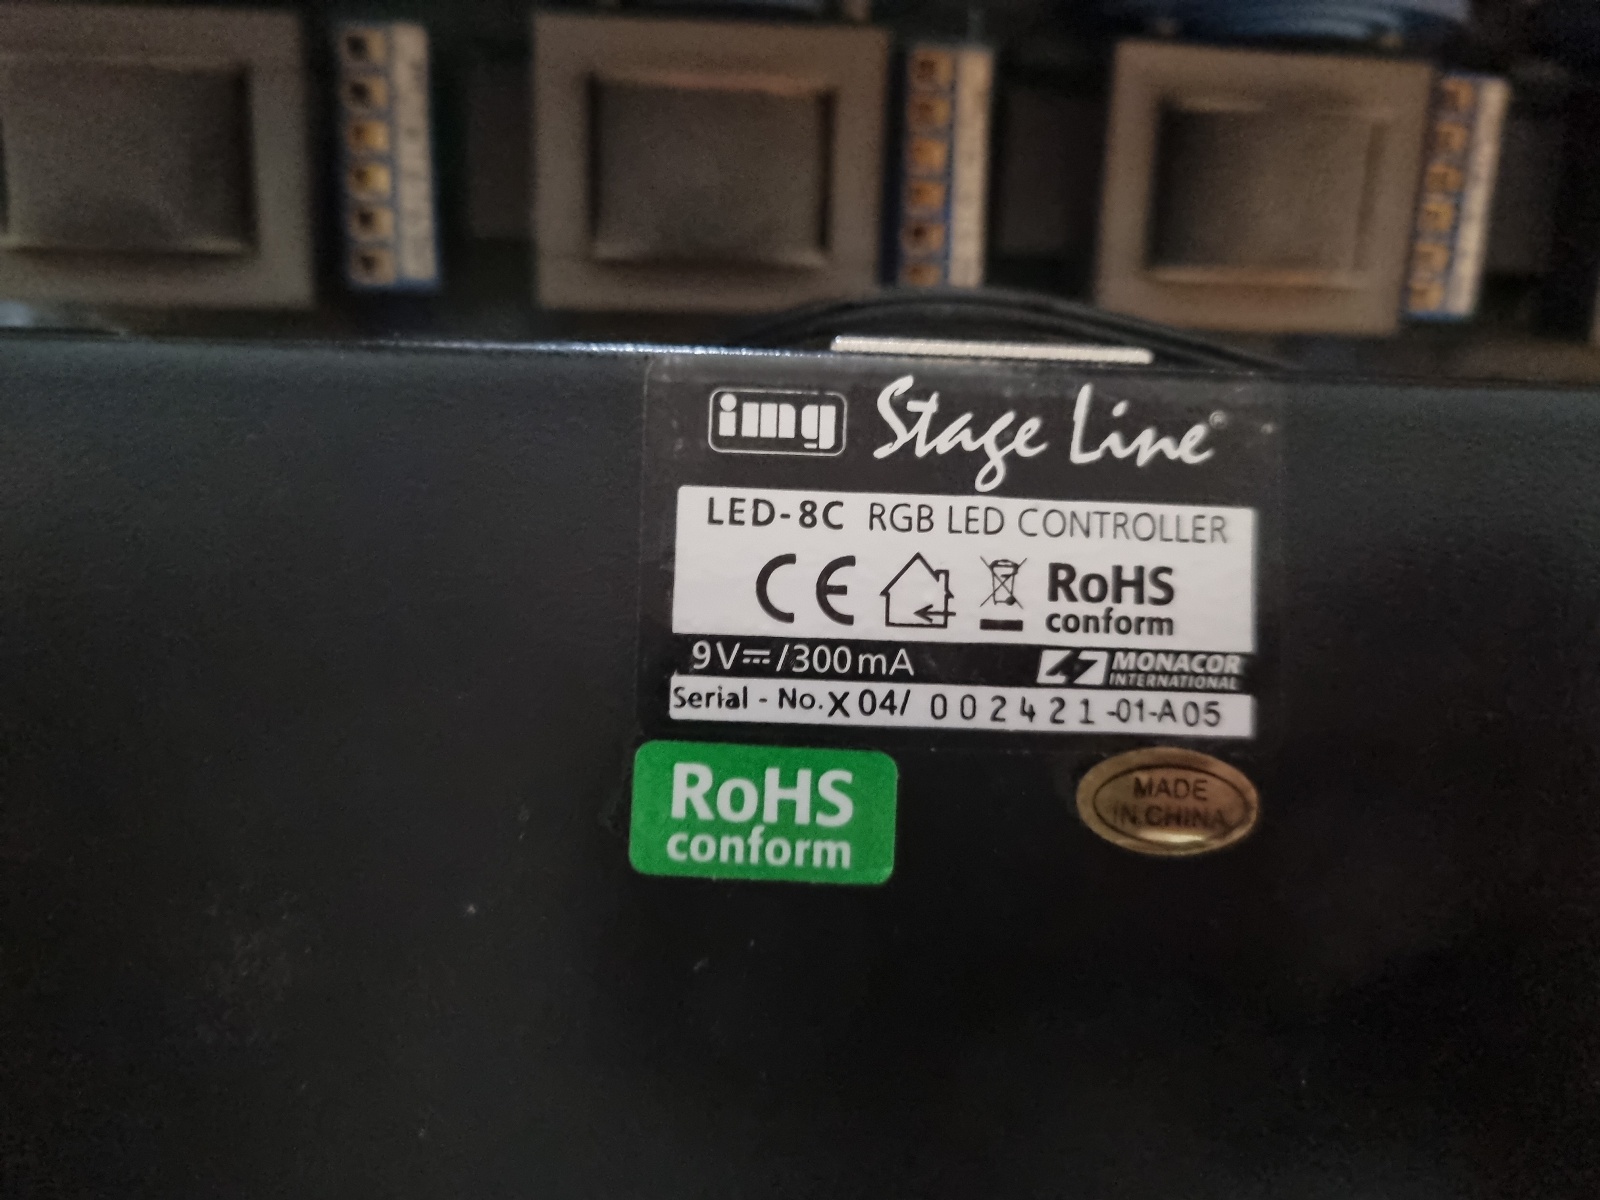 img Stage Line®
LED-8C RGB LED CONTROLLER
CE RoHS
conform
9V⎓/300mA MONACOR
INTERNATIONAL
Serial - No. X 04/ 002421 -01-A05
RoHS
conform
MADE
IN CHINA